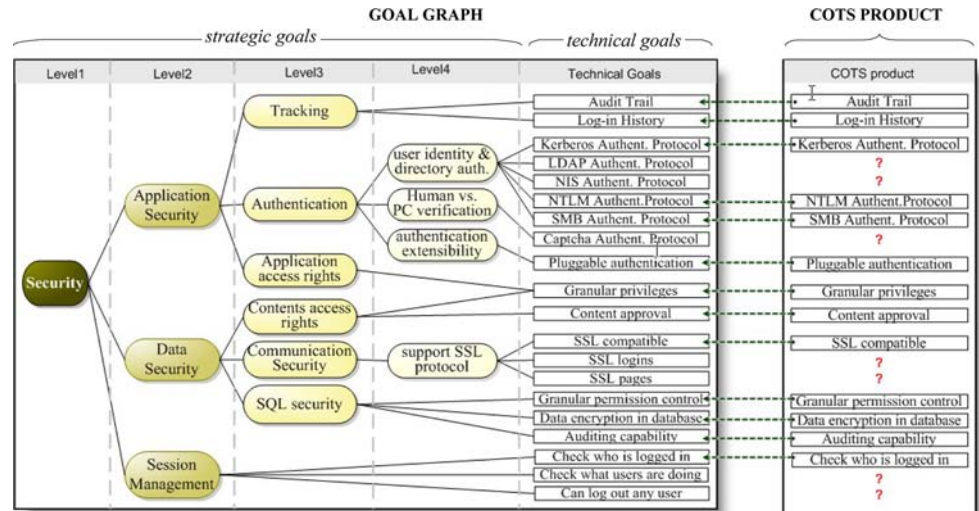 GOAL GRAPH
COTS PRODUCT
strategic goals
technical goals
Level1
Level2
Level3
Level4
Technical Goals
COTS product
Security
Application
Security
Data
Security
Session
Management
Tracking
Authentication
Application
access rights
Contents access
rights
Communication
Security
SQL security
user identity &
directory auth.
Human vs.
PC verification
authentication
extensibility
support SSL
protocol
Audit Trail
Log-in History
Kerberos Authent. Protocol
LDAP Authent. Protocol
NIS Authent. Protocol
NTLM Authent.Protocol
SMB Authent. Protocol
Captcha Authent. Protocol
Pluggable authentication
Granular privileges
Content approval
SSL compatible
SSL logins
SSL pages
Granular permission control
Data encryption in database
Auditing capability
Check who is logged in
Check what users are doing
Can log out any user
Audit Trail
Log-in History
Kerberos Authent. Protocol
?
?
NTLM Authent.Protocol
SMB Authent. Protocol
?
Pluggable authentication
Granular privileges
Content approval
SSL compatible
?
?
Granular permission control
Data encryption in database
Auditing capability
Check who is logged in
?
?